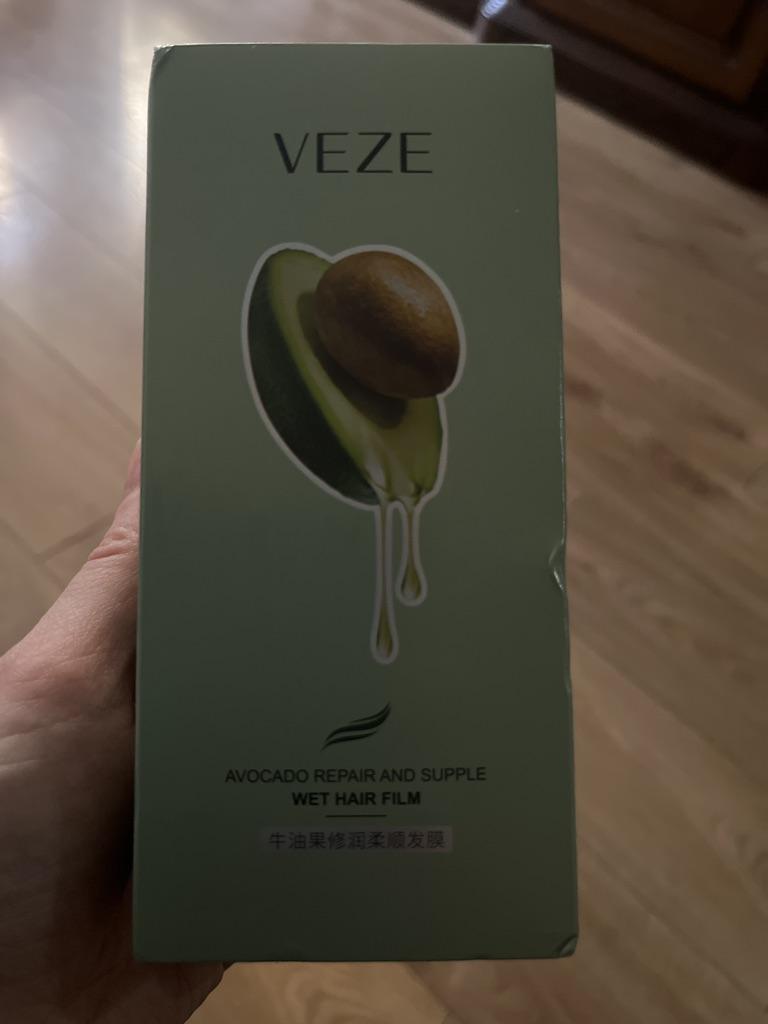 VEZE
AVOCADO REPAIR AND SUPPLE
WET HAIR FILM
牛油果修润柔顺发膜